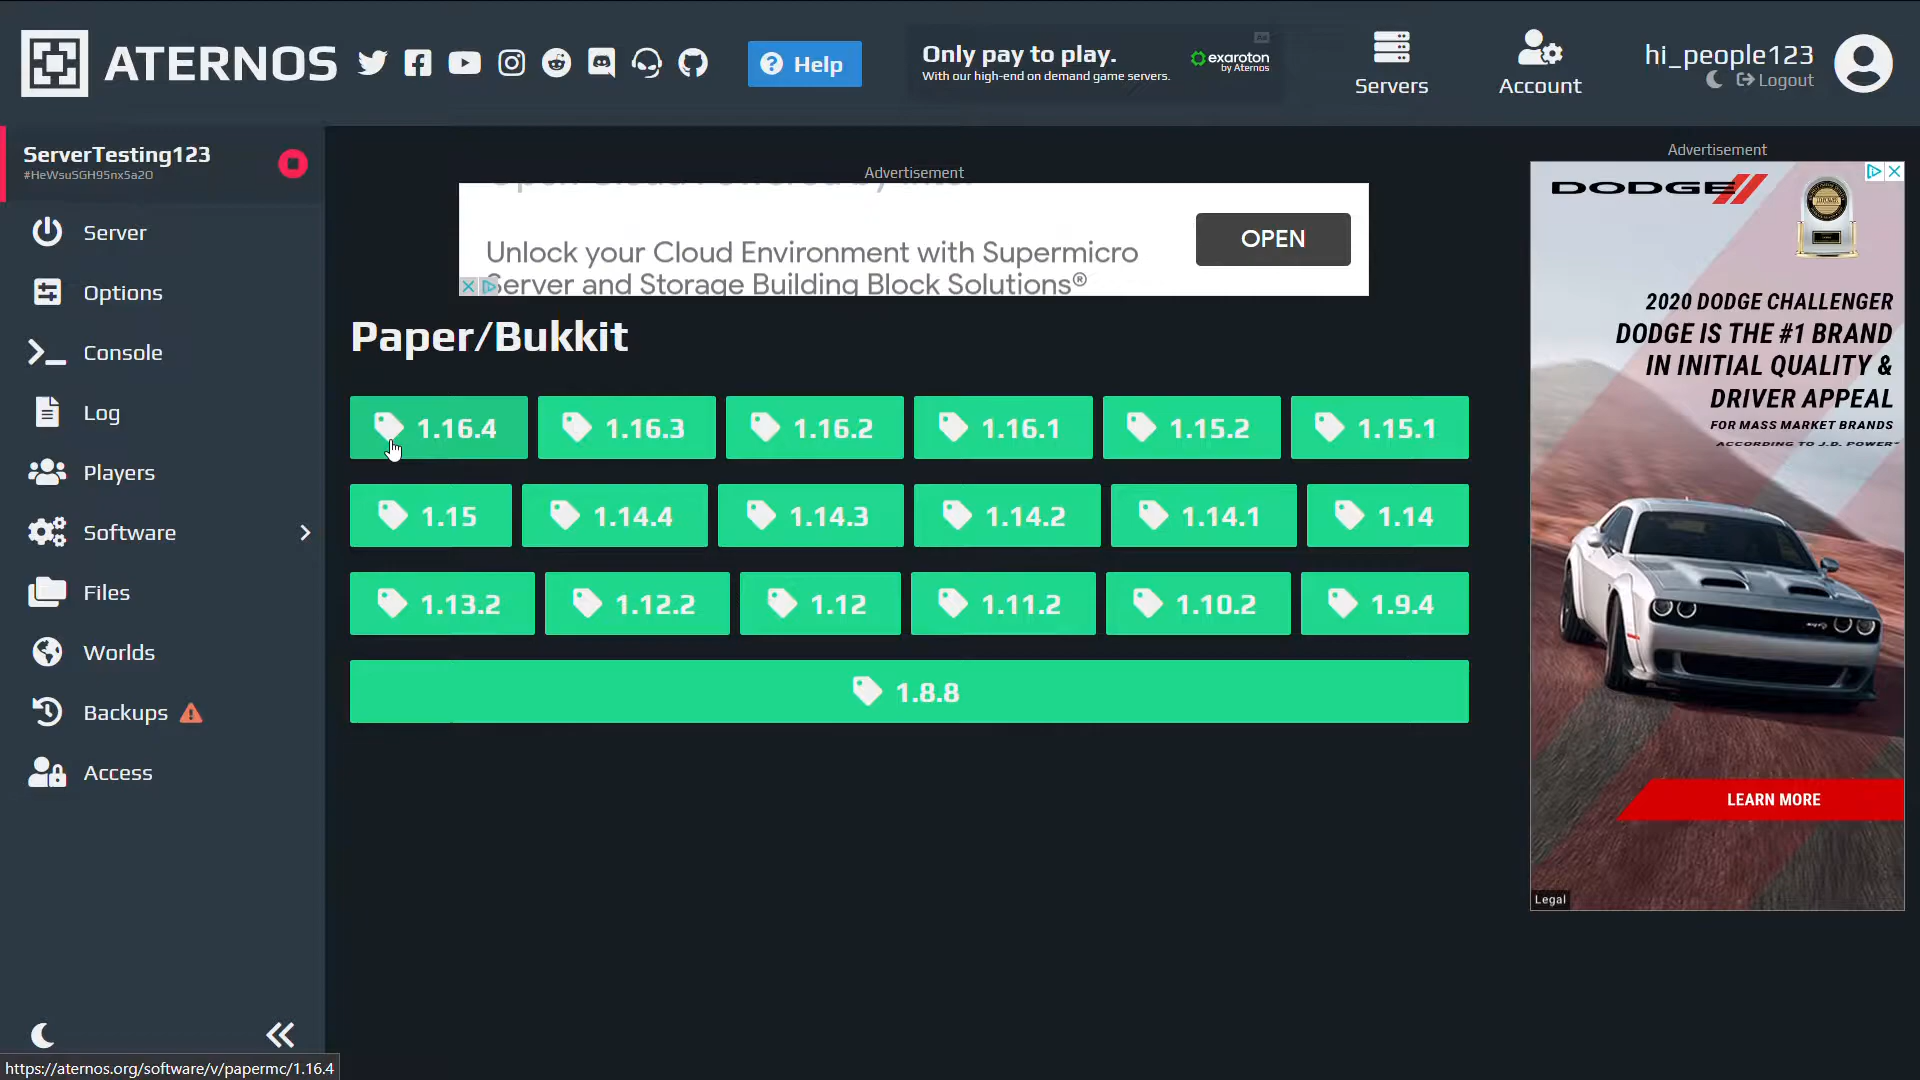 ATERNOS
Help
Only pay to play.
With our high-end on demand game servers.
Ad
exaroton
by Aternos
Servers
Account
hi_people123
Logout
ServerTesting123
#HeWsuSGH95nx5a20
Server
Options
Console
Log
Players
Software
Files
Worlds
Backups
Access
Advertisement
Unlock your Cloud Environment with Supermicro
Server and Storage Building Block Solutions®
OPEN
Paper/Bukkit
1.16.4 1.16.3 1.16.2 1.16.1 1.15.2 1.15.1
1.15 1.14.4 1.14.3 1.14.2 1.14.1 1.14
1.13.2 1.12.2 1.12 1.11.2 1.10.2 1.9.4
1.8.8
Advertisement
DODGE
2020 DODGE CHALLENGER
DODGE IS THE #1 BRAND
IN INITIAL QUALITY &
DRIVER APPEAL
FOR MASS MARKET BRANDS
ACCORDING TO J.D. POWER
LEARN MORE
Legal
https://aternos.org/software/v/papermc/1.16.4